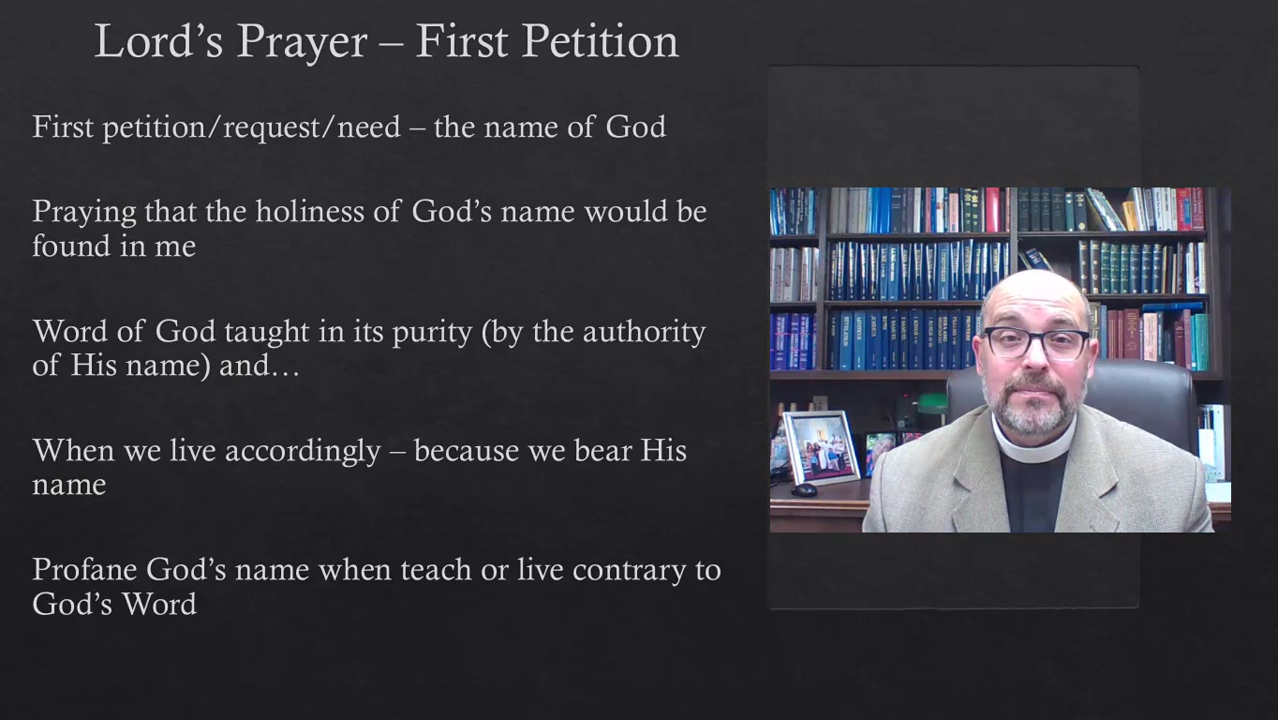 Lord’s Prayer – First Petition
First petition/request/need – the name of God
Praying that the holiness of God’s name would be
found in me
Word of God taught in its purity (by the authority
of His name) and…
When we live accordingly – because we bear His
name
Profane God’s name when teach or live contrary to
God’s Word